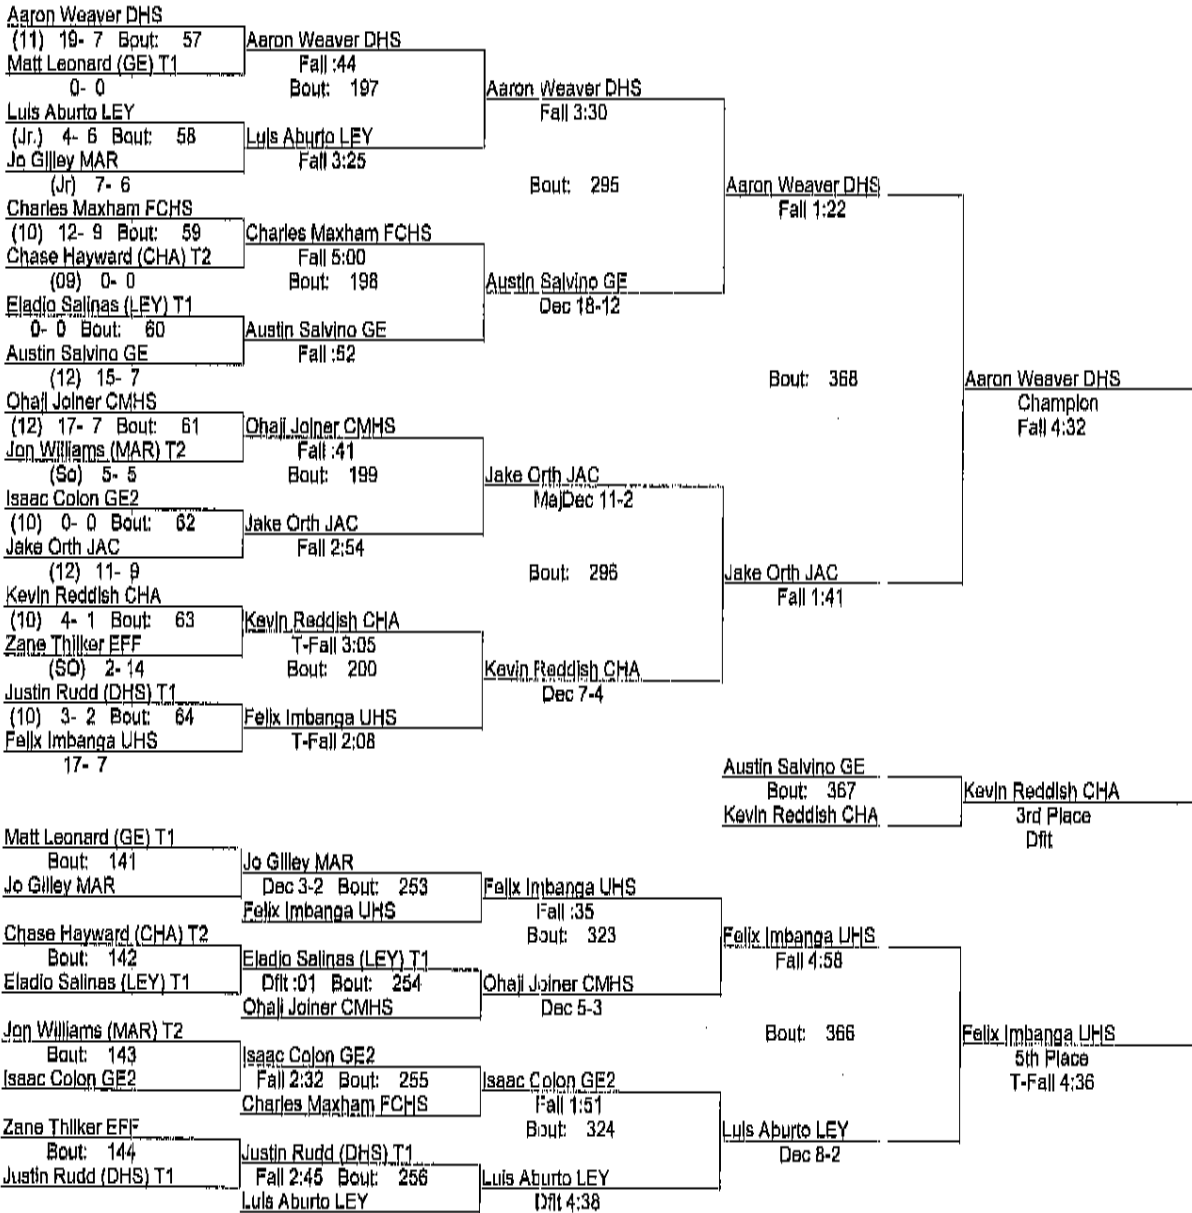 Aaron Weaver DHS
(11) 19- 7 Bout: 57
Matt Leonard (GE) T1
0- 0
Luis Aburto LEY
(Jr.) 4- 6 Bout: 58
Jo Gilley MAR
(Jr) 7- 6
Charles Maxham FCHS
(10) 12- 9 Bout: 59
Chase Hayward (CHA) T2
(09) 0- 0
Eladio Salinas (LEY) T1
0- 0 Bout: 60
Austin Salvino GE
(12) 15- 7
Ohaji Joiner CMHS
(12) 17- 7 Bout: 61
Jon Williams (MAR) T2
(So) 5- 5
Isaac Colon GE2
(10) 0- 0 Bout: 62
Jake Orth JAC
(12) 11- 9
Kevin Reddish CHA
(10) 4- 1 Bout: 63
Zane Thilker EFF
(SO) 2- 14
Justin Rudd (DHS) T1
(10) 3- 2 Bout: 64
Felix Imbanga UHS
17- 7
Aaron Weaver DHS
Fall :44
Bout: 197
Luis Aburto LEY
Fall 3:25
Charles Maxham FCHS
Fall 5:00
Bout: 198
Austin Salvino GE
Fall :52
Ohaji Joiner CMHS
Fall :41
Bout: 199
Jake Orth JAC
Fall 2:54
Kevin Reddish CHA
T-Fall 3:05
Bout: 200
Felix Imbanga UHS
T-Fall 2:08
Aaron Weaver DHS
Fall 3:30
Bout: 295
Austin Salvino GE
Dec 18-12
Jake Orth JAC
MajDec 11-2
Bout: 296
Kevin Reddish CHA
Dec 7-4
Aaron Weaver DHS
Fall 1:22
Bout: 368
Jake Orth JAC
Fall 1:41
Aaron Weaver DHS
Champion
Fall 4:32
Austin Salvino GE
Bout: 367
Kevin Reddish CHA
Kevin Reddish CHA
3rd Place
Dflt
Matt Leonard (GE) T1
Bout: 141
Jo Gilley MAR
Chase Hayward (CHA) T2
Bout: 142
Eladio Salinas (LEY) T1
Jon Williams (MAR) T2
Bout: 143
Isaac Colon GE2
Zane Thilker EFF
Bout: 144
Justin Rudd (DHS) T1
Jo Gilley MAR
Dec 3-2 Bout: 253
Felix Imbanga UHS
Eladio Salinas (LEY) T1
Dflt :01 Bout: 254
Ohaji Joiner CMHS
Isaac Colon GE2
Fall 2:32 Bout: 255
Charles Maxham FCHS
Justin Rudd (DHS) T1
Fall 2:45 Bout: 256
Luis Aburto LEY
Felix Imbanga UHS
Fall :35
Bout: 323
Ohaji Joiner CMHS
Dec 5-3
Isaac Colon GE2
Fall 1:51
Bout: 324
Luis Aburto LEY
Dflt 4:38
Felix Imbanga UHS
Fall 4:58
Bout: 366
Luis Aburto LEY
Dec 8-2
Felix Imbanga UHS
5th Place
T-Fall 4:36